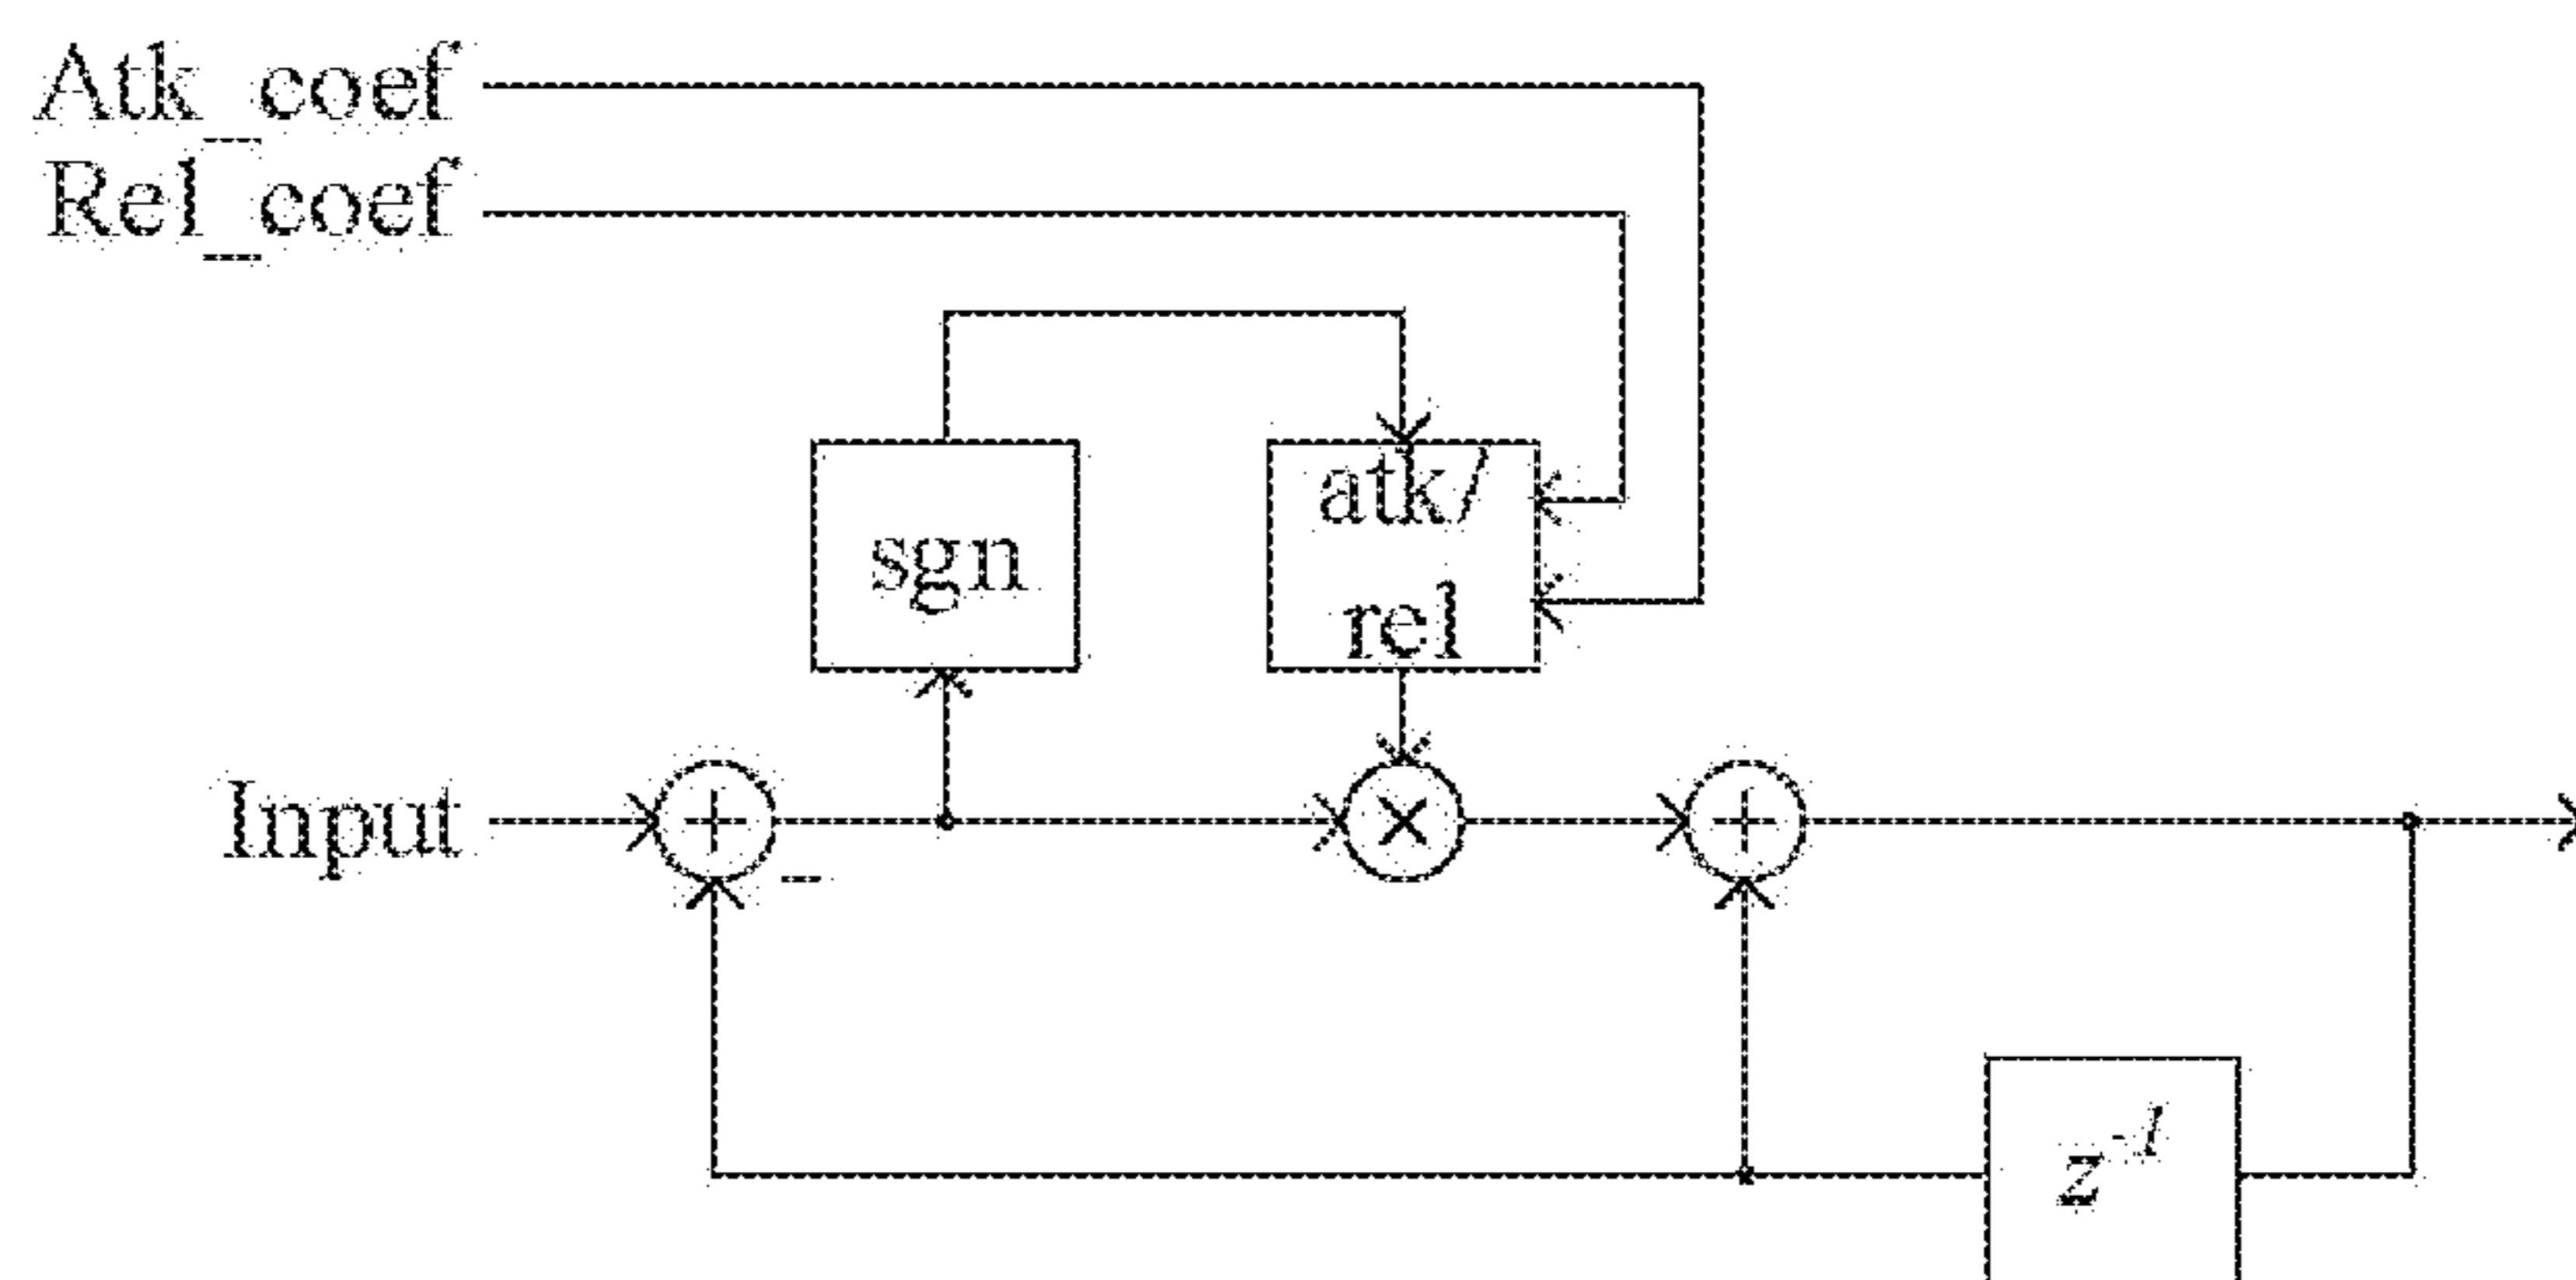 Atk_coef
Rel_coef
sgn
atk/
rel
Input
+
×
+
-
z⁻¹